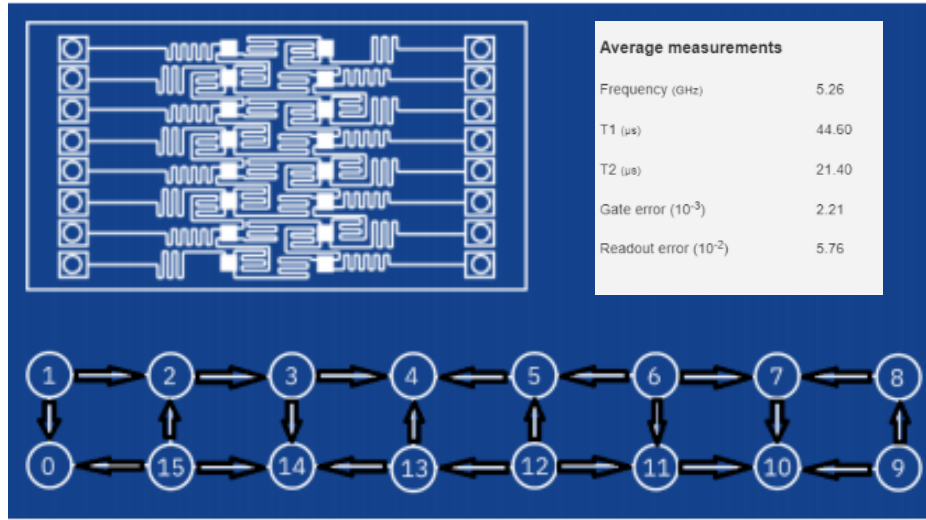 Average measurements
Frequency (GHz) 5.26
T1 (µs) 44.60
T2 (µs) 21.40
Gate error (10⁻³) 2.21
Readout error (10⁻²) 5.76
1 2 3 4 5 6 7 8
0 15 14 13 12 11 10 9